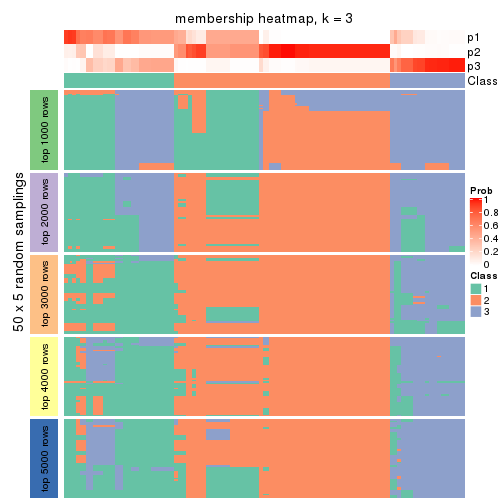 membership heatmap, k = 3
p1
p2
p3
Class
50 x 5 random samplings
top 1000 rows
top 2000 rows
top 3000 rows
top 4000 rows
top 5000 rows
Prob
1
0.8
0.6
0.4
0.2
0
Class
1
2
3